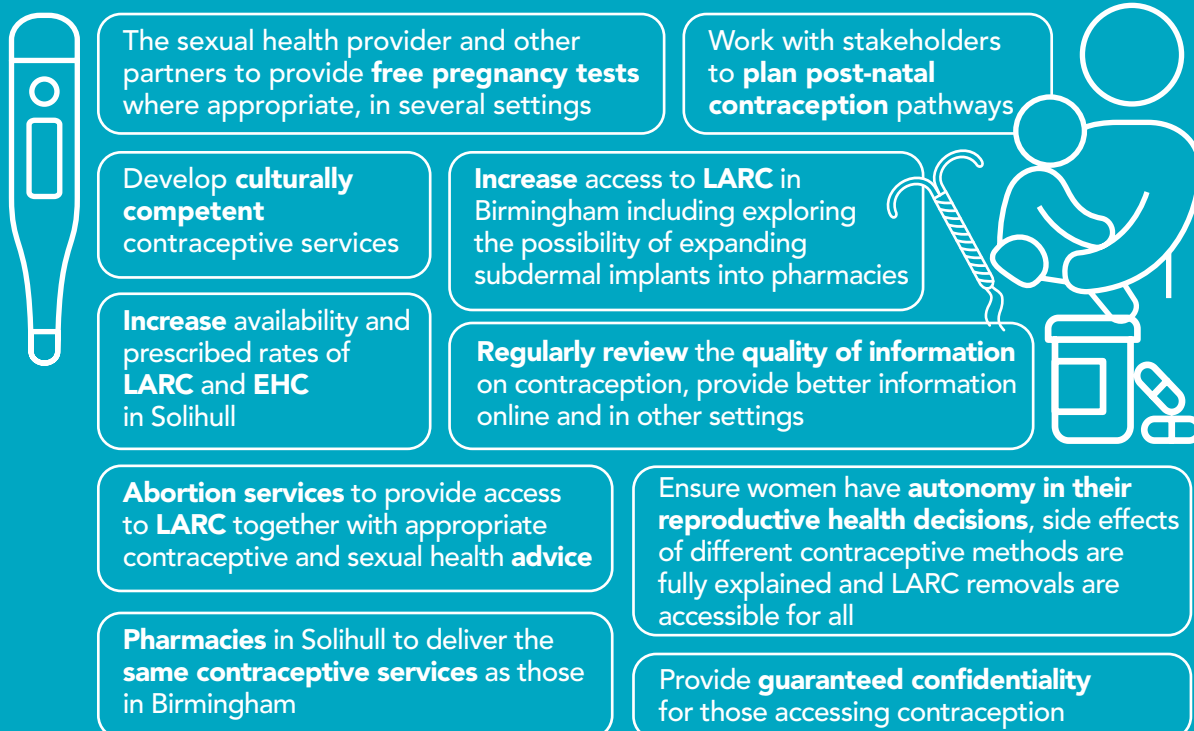 The sexual health provider and other
partners to provide free pregnancy tests
where appropriate, in several settings
Work with stakeholders
to plan post-natal
contraception pathways
Develop culturally
competent
contraceptive services
Increase access to LARC in
Birmingham including exploring
the possibility of expanding
subdermal implants into pharmacies
Increase availability and
prescribed rates of
LARC and EHC
in Solihull
Regularly review the quality of information
on contraception, provide better information
online and in other settings
Abortion services to provide access
to LARC together with appropriate
contraceptive and sexual health advice
Ensure women have autonomy in their
reproductive health decisions, side effects
of different contraceptive methods are
fully explained and LARC removals are
accessible for all
Pharmacies in Solihull to deliver the
same contraceptive services as those
in Birmingham
Provide guaranteed confidentiality
for those accessing contraception